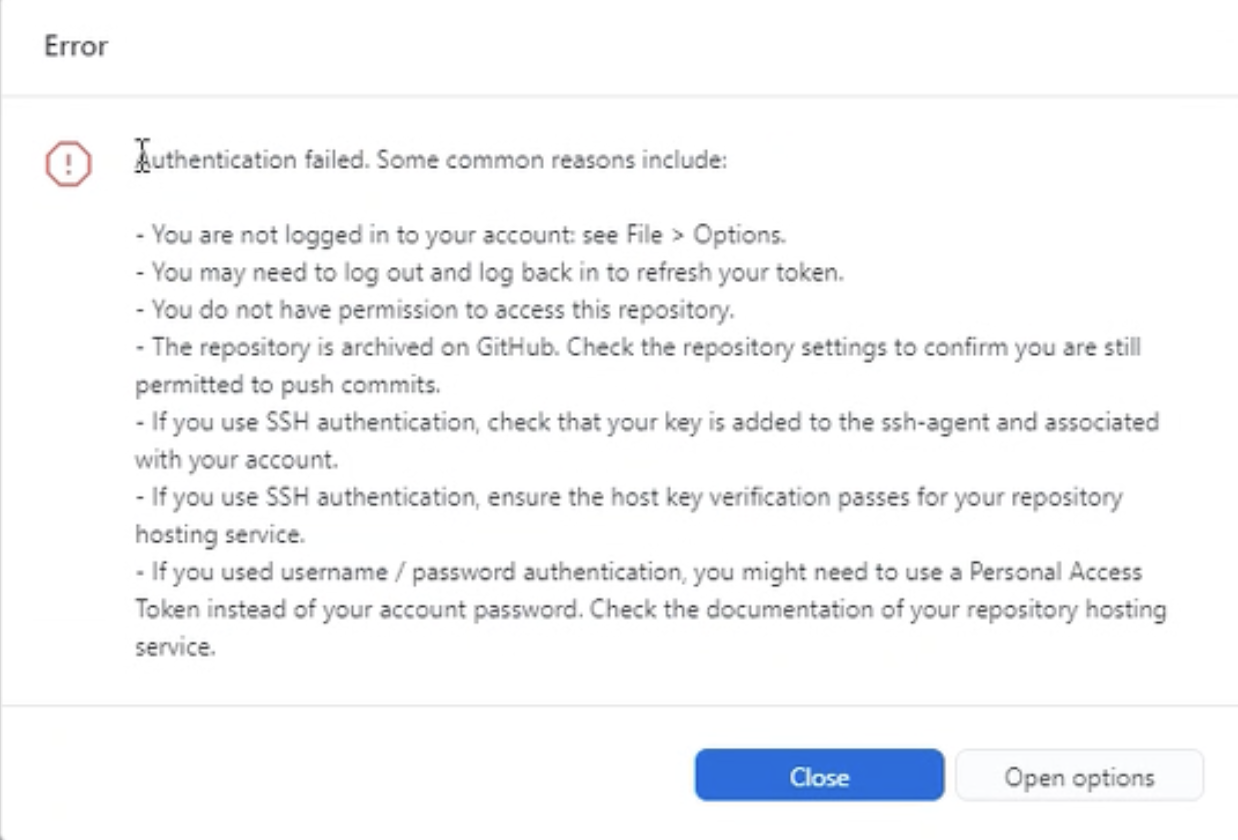 Error
Authentication failed. Some common reasons include:
- You are not logged in to your account: see File > Options.
- You may need to log out and log back in to refresh your token.
- You do not have permission to access this repository.
- The repository is archived on GitHub. Check the repository settings to confirm you are still
permitted to push commits.
- If you use SSH authentication, check that your key is added to the ssh-agent and associated
with your account.
- If you use SSH authentication, ensure the host key verification passes for your repository
hosting service.
- If you used username / password authentication, you might need to use a Personal Access
Token instead of your account password. Check the documentation of your repository hosting
service.
Close
Open options